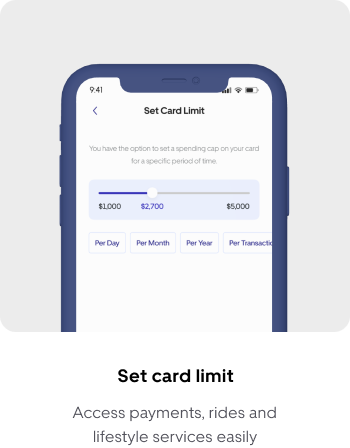 9:41
Set Card Limit
You have the option to set a spending cap on your card
for a specific period of time.
$1,000 $2,700 $5,000
Per Day Per Month Per Year Per Transactic
Set card limit
Access payments, rides and
lifestyle services easily